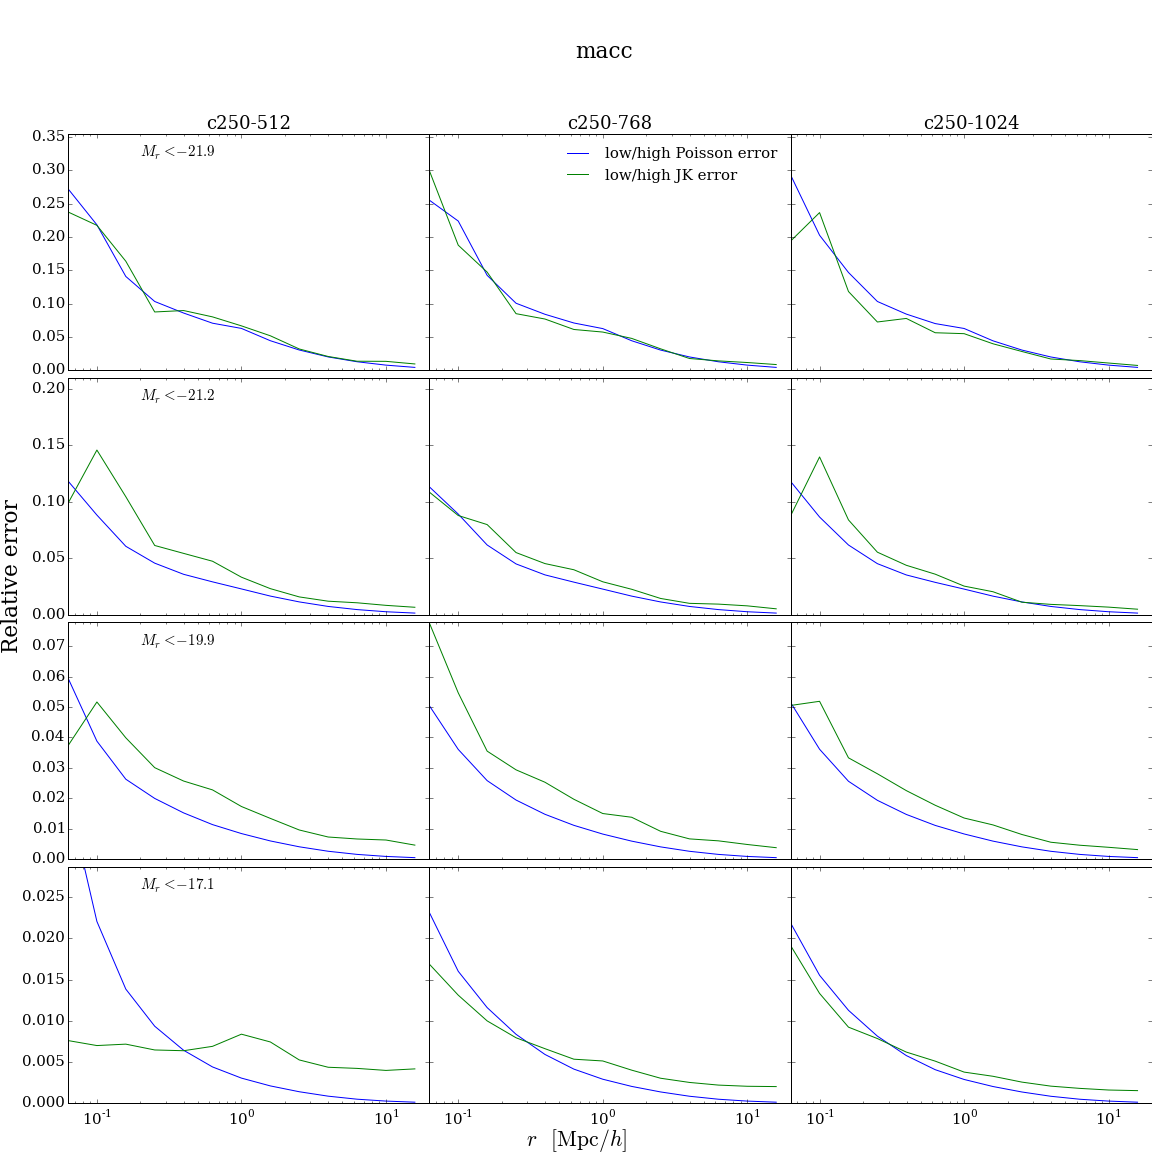 macc
c250-512
c250-768
c250-1024
Relative error
0.35
0.30
0.25
0.20
0.15
0.10
0.05
0.00
M_r < −21.9
low/high Poisson error
low/high JK error
0.20
0.15
0.10
0.05
0.00
M_r < −21.2
0.07
0.06
0.05
0.04
0.03
0.02
0.01
0.00
M_r < −19.9
0.025
0.020
0.015
0.010
0.005
0.000
M_r < −17.1
10^-1 10^0 10^1 10^-1 10^0 10^1 10^-1 10^0 10^1
r [Mpc/h]